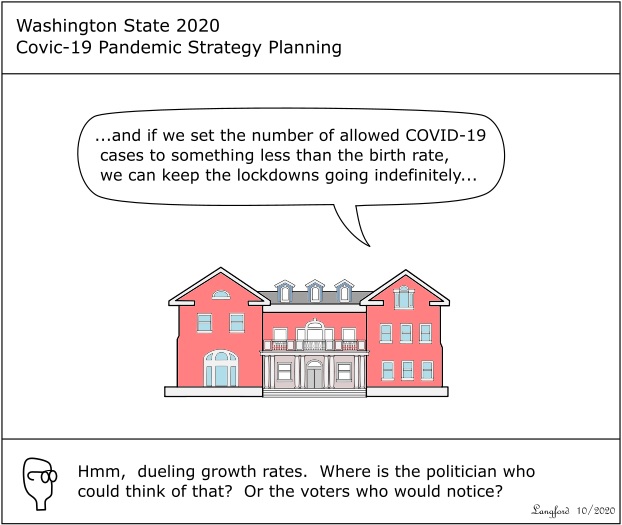 Washington State 2020
Covic-19 Pandemic Strategy Planning
...and if we set the number of allowed COVID-19
cases to something less than the birth rate,
we can keep the lockdowns going indefinitely...
Hmm,  dueling growth rates.  Where is the politician who
could think of that?  Or the voters who would notice?
Langford  10/2020